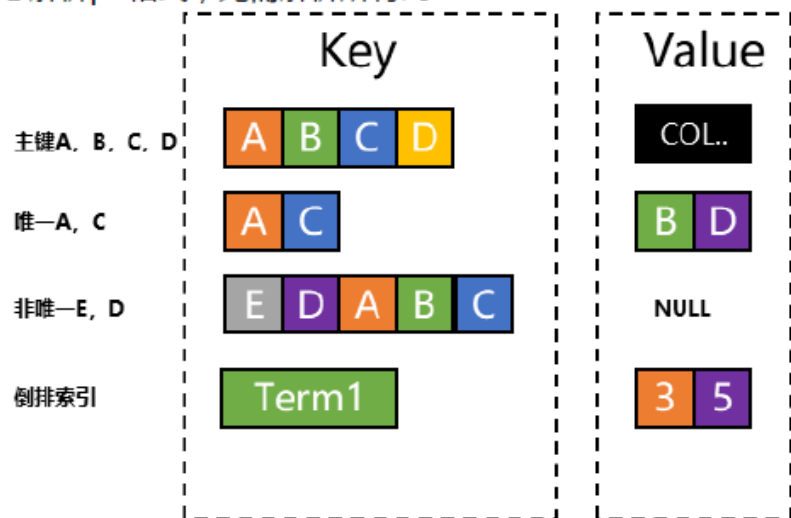 Key Value
主键A, B, C, D A B C D COL..
唯一A, C A C B D
非唯一E, D E D A B C NULL
倒排索引 Term1 3 5